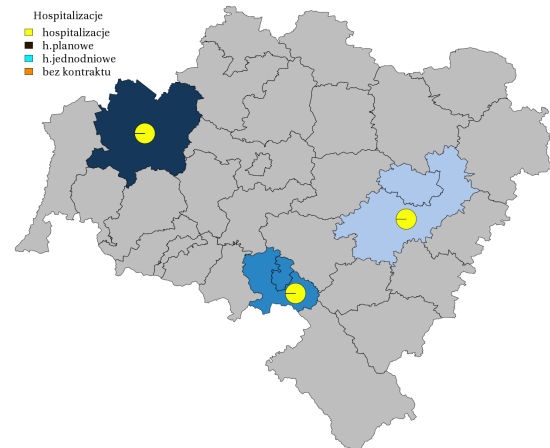 Hospitalizacje
hospitalizacje
h.planowe
h.jednodniowe
bez kontraktu